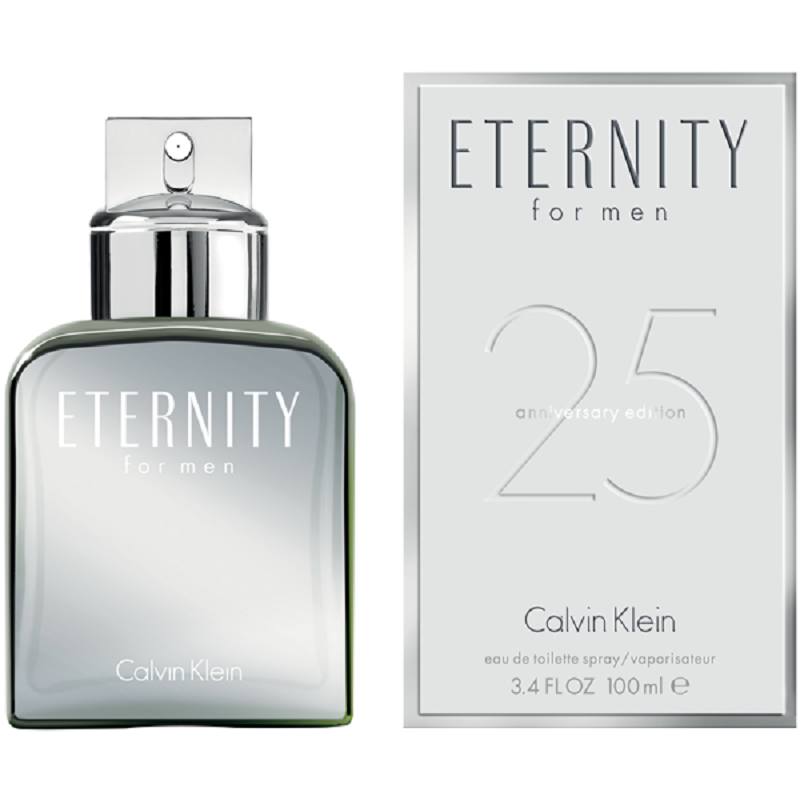 ETERNITY
for men
Calvin Klein
ETERNITY
for men
25
anniversary edition
Calvin Klein
eau de toilette spray/vaporisateur
3.4 FL OZ 100 ml ℮